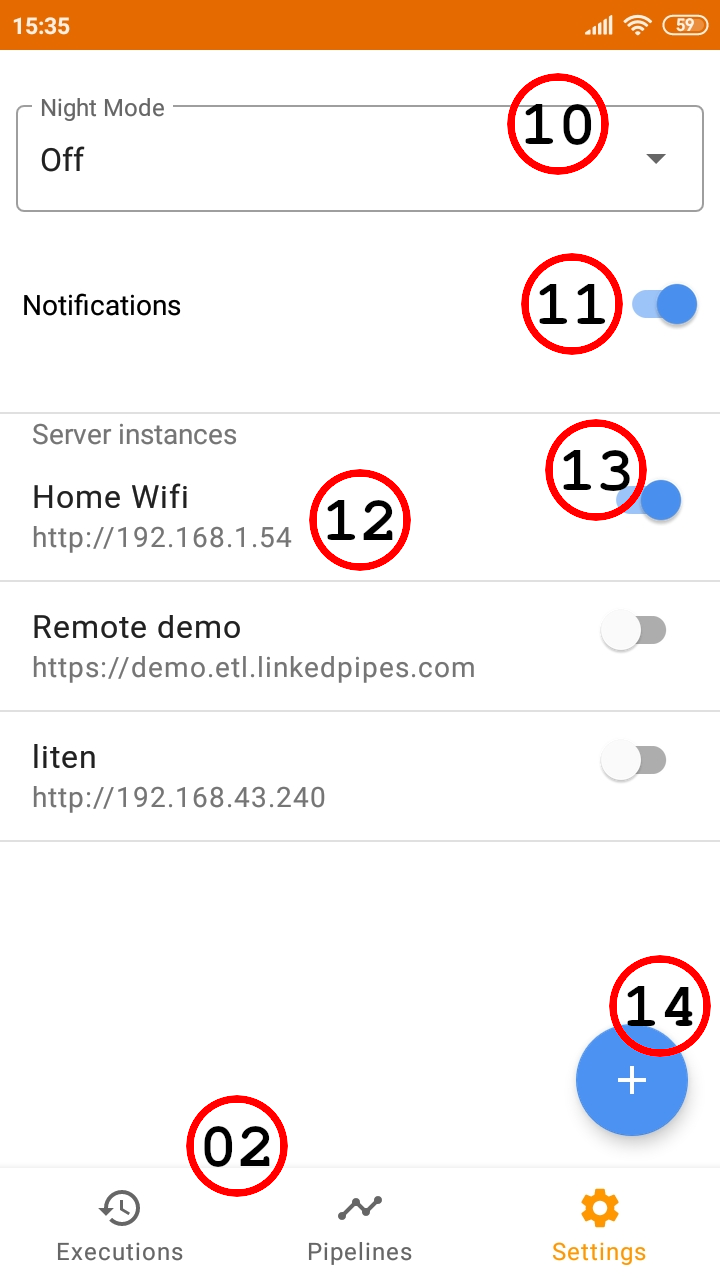 15:35 59
Night Mode
10
Off
Notifications
11
Server instances
13
Home Wifi
12
http://192.168.1.54
Remote demo
https://demo.etl.linkedpipes.com
liten
http://192.168.43.240
14
+
02
Executions Pipelines Settings